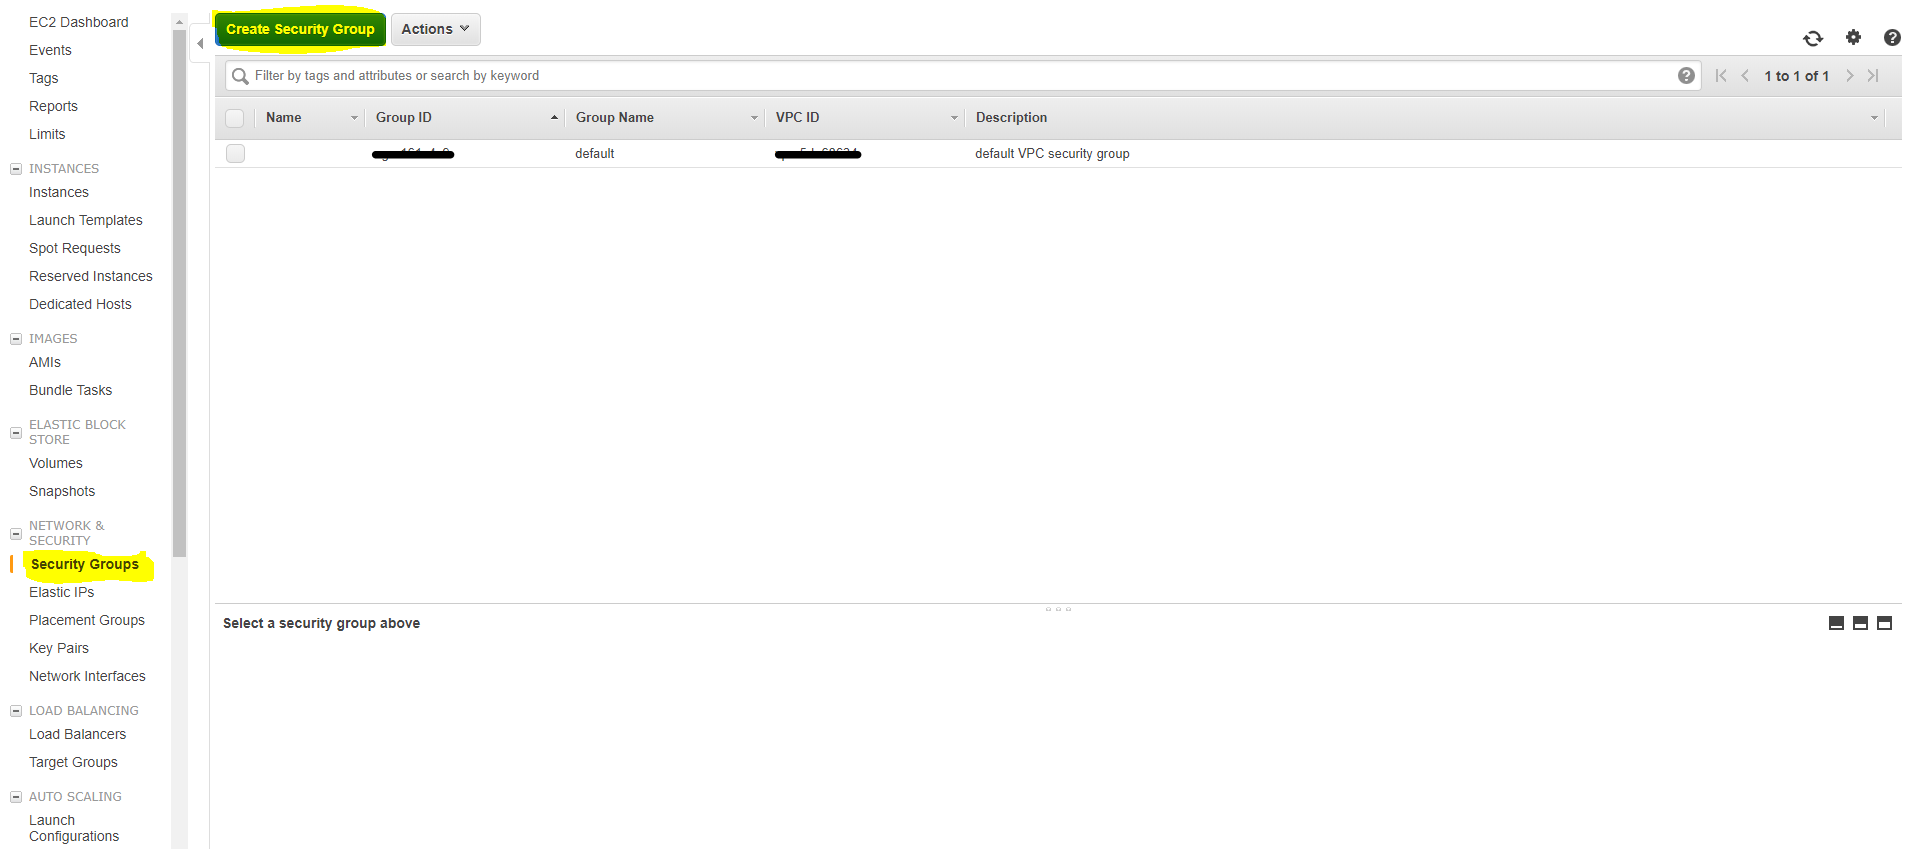 EC2 Dashboard
Events
Tags
Reports
Limits
INSTANCES
Instances
Launch Templates
Spot Requests
Reserved Instances
Dedicated Hosts
IMAGES
AMIs
Bundle Tasks
ELASTIC BLOCK
STORE
Volumes
Snapshots
NETWORK &
SECURITY
Security Groups
Elastic IPs
Placement Groups
Key Pairs
Network Interfaces
LOAD BALANCING
Load Balancers
Target Groups
AUTO SCALING
Launch
Configurations
Create Security Group Actions
Filter by tags and attributes or search by keyword 1 to 1 of 1
Name Group ID Group Name VPC ID Description
default default VPC security group
Select a security group above